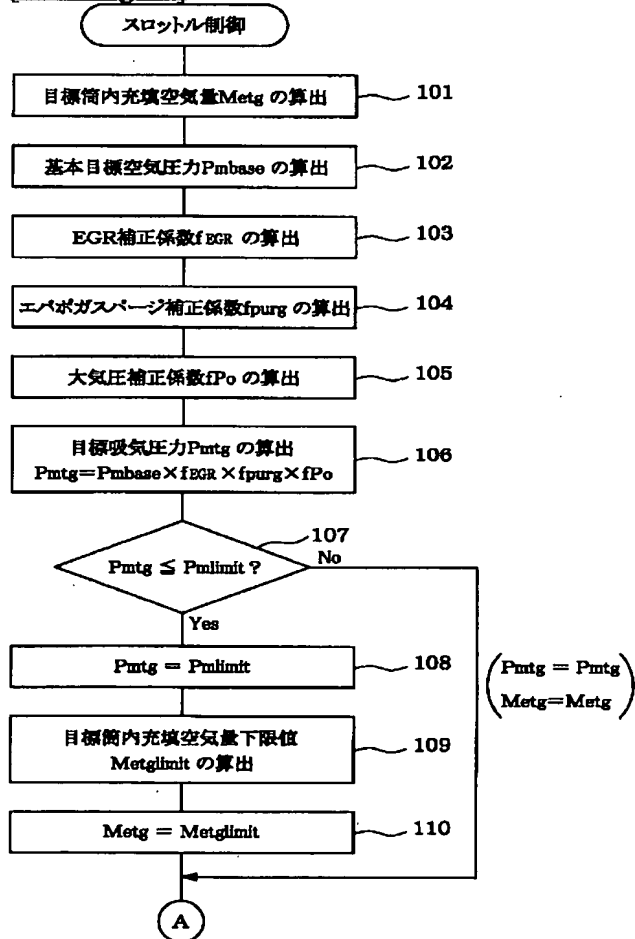 スロットル制御
目標筒内充填空気量Metg の算出
101
基本目標空気圧力Pmbase の算出
102
EGR補正係数fEGR の算出
103
エバポガスパージ補正係数fpurg の算出
104
大気圧補正係数fPo の算出
105
目標吸気圧力Pmtg の算出
Pmtg=Pmbase×fEGR×fpurg×fPo
106
107
Pmtg ≦ Pmlimit ?
No
Yes
Pmtg = Pmlimit
108
(Pmtg = Pmtg
Metg=Metg)
目標筒内充填空気量下限値
Metglimit の算出
109
Metg = Metglimit
110
A